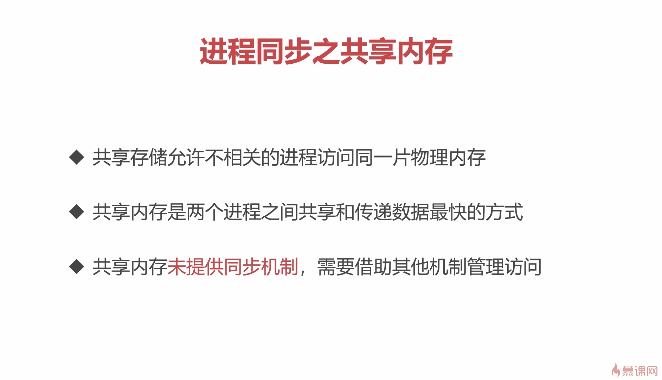 进程同步之共享内存
◆ 共享存储允许不相关的进程访问同一片物理内存
◆ 共享内存是两个进程之间共享和传递数据最快的方式
◆ 共享内存未提供同步机制，需要借助其他机制管理访问
慕课网